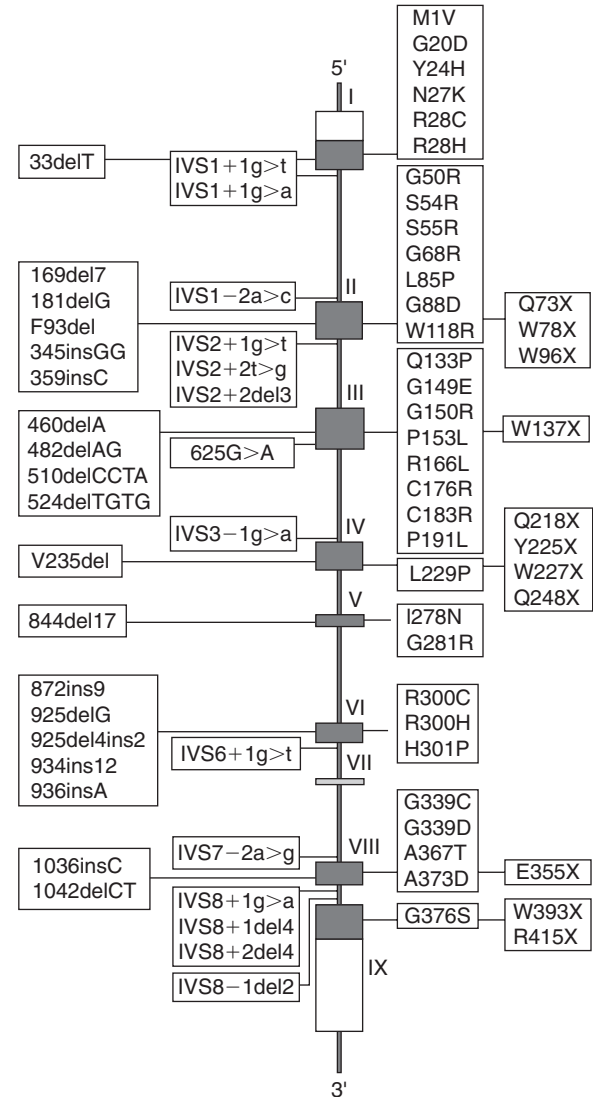 5'
I
M1V
G20D
Y24H
N27K
R28C
R28H
33delT
IVS1+1g>t
IVS1+1g>a
G50R
S54R
S55R
G68R
L85P
G88D
W118R
169del7
181delG
F93del
345insGG
359insC
IVS1−2a>c
II
IVS2+1g>t
IVS2+2t>g
IVS2+2del3
Q73X
W78X
W96X
III
Q133P
G149E
G150R
P153L
R166L
C176R
C183R
P191L
W137X
460delA
482delAG
510delCCTA
524delTGTG
625G>A
IVS3−1g>a
IV
V235del
L229P
Q218X
Y225X
W227X
Q248X
V
844del17
I278N
G281R
872ins9
925delG
925del4ins2
934ins12
936insA
VI
IVS6+1g>t
VII
R300C
R300H
H301P
IVS7−2a>g
VIII
G339C
G339D
A367T
A373D
E355X
1036insC
1042delCT
IVS8+1g>a
IVS8+1del4
IVS8+2del4
IVS8−1del2
G376S
W393X
R415X
IX
3'